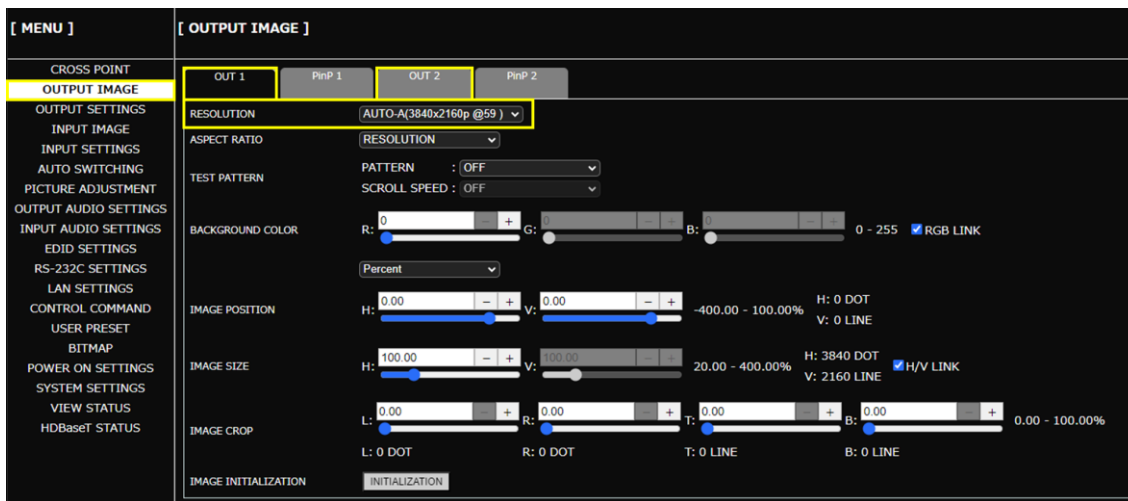 [ MENU ]
[ OUTPUT IMAGE ]
CROSS POINT
OUTPUT IMAGE
OUTPUT SETTINGS
INPUT IMAGE
INPUT SETTINGS
AUTO SWITCHING
PICTURE ADJUSTMENT
OUTPUT AUDIO SETTINGS
INPUT AUDIO SETTINGS
EDID SETTINGS
RS-232C SETTINGS
LAN SETTINGS
CONTROL COMMAND
USER PRESET
BITMAP
POWER ON SETTINGS
SYSTEM SETTINGS
VIEW STATUS
HDBaseT STATUS
OUT 1 PinP 1 OUT 2 PinP 2
RESOLUTION AUTO-A(3840x2160p @59 )
ASPECT RATIO RESOLUTION
TEST PATTERN
PATTERN : OFF
SCROLL SPEED : OFF
BACKGROUND COLOR R: 0 - + G: 0 - + B: 0 - + 0 - 255 RGB LINK
Percent
IMAGE POSITION H: 0.00 - + V: 0.00 - + -400.00 - 100.00%
H: 0 DOT
V: 0 LINE
IMAGE SIZE H: 100.00 - + V: 100.00 - + 20.00 - 400.00%
H: 3840 DOT
V: 2160 LINE
H/V LINK
IMAGE CROP L: 0.00 - + R: 0.00 - + T: 0.00 - + B: 0.00 - + 0.00 - 100.00%
L: 0 DOT R: 0 DOT T: 0 LINE B: 0 LINE
IMAGE INITIALIZATION INITIALIZATION